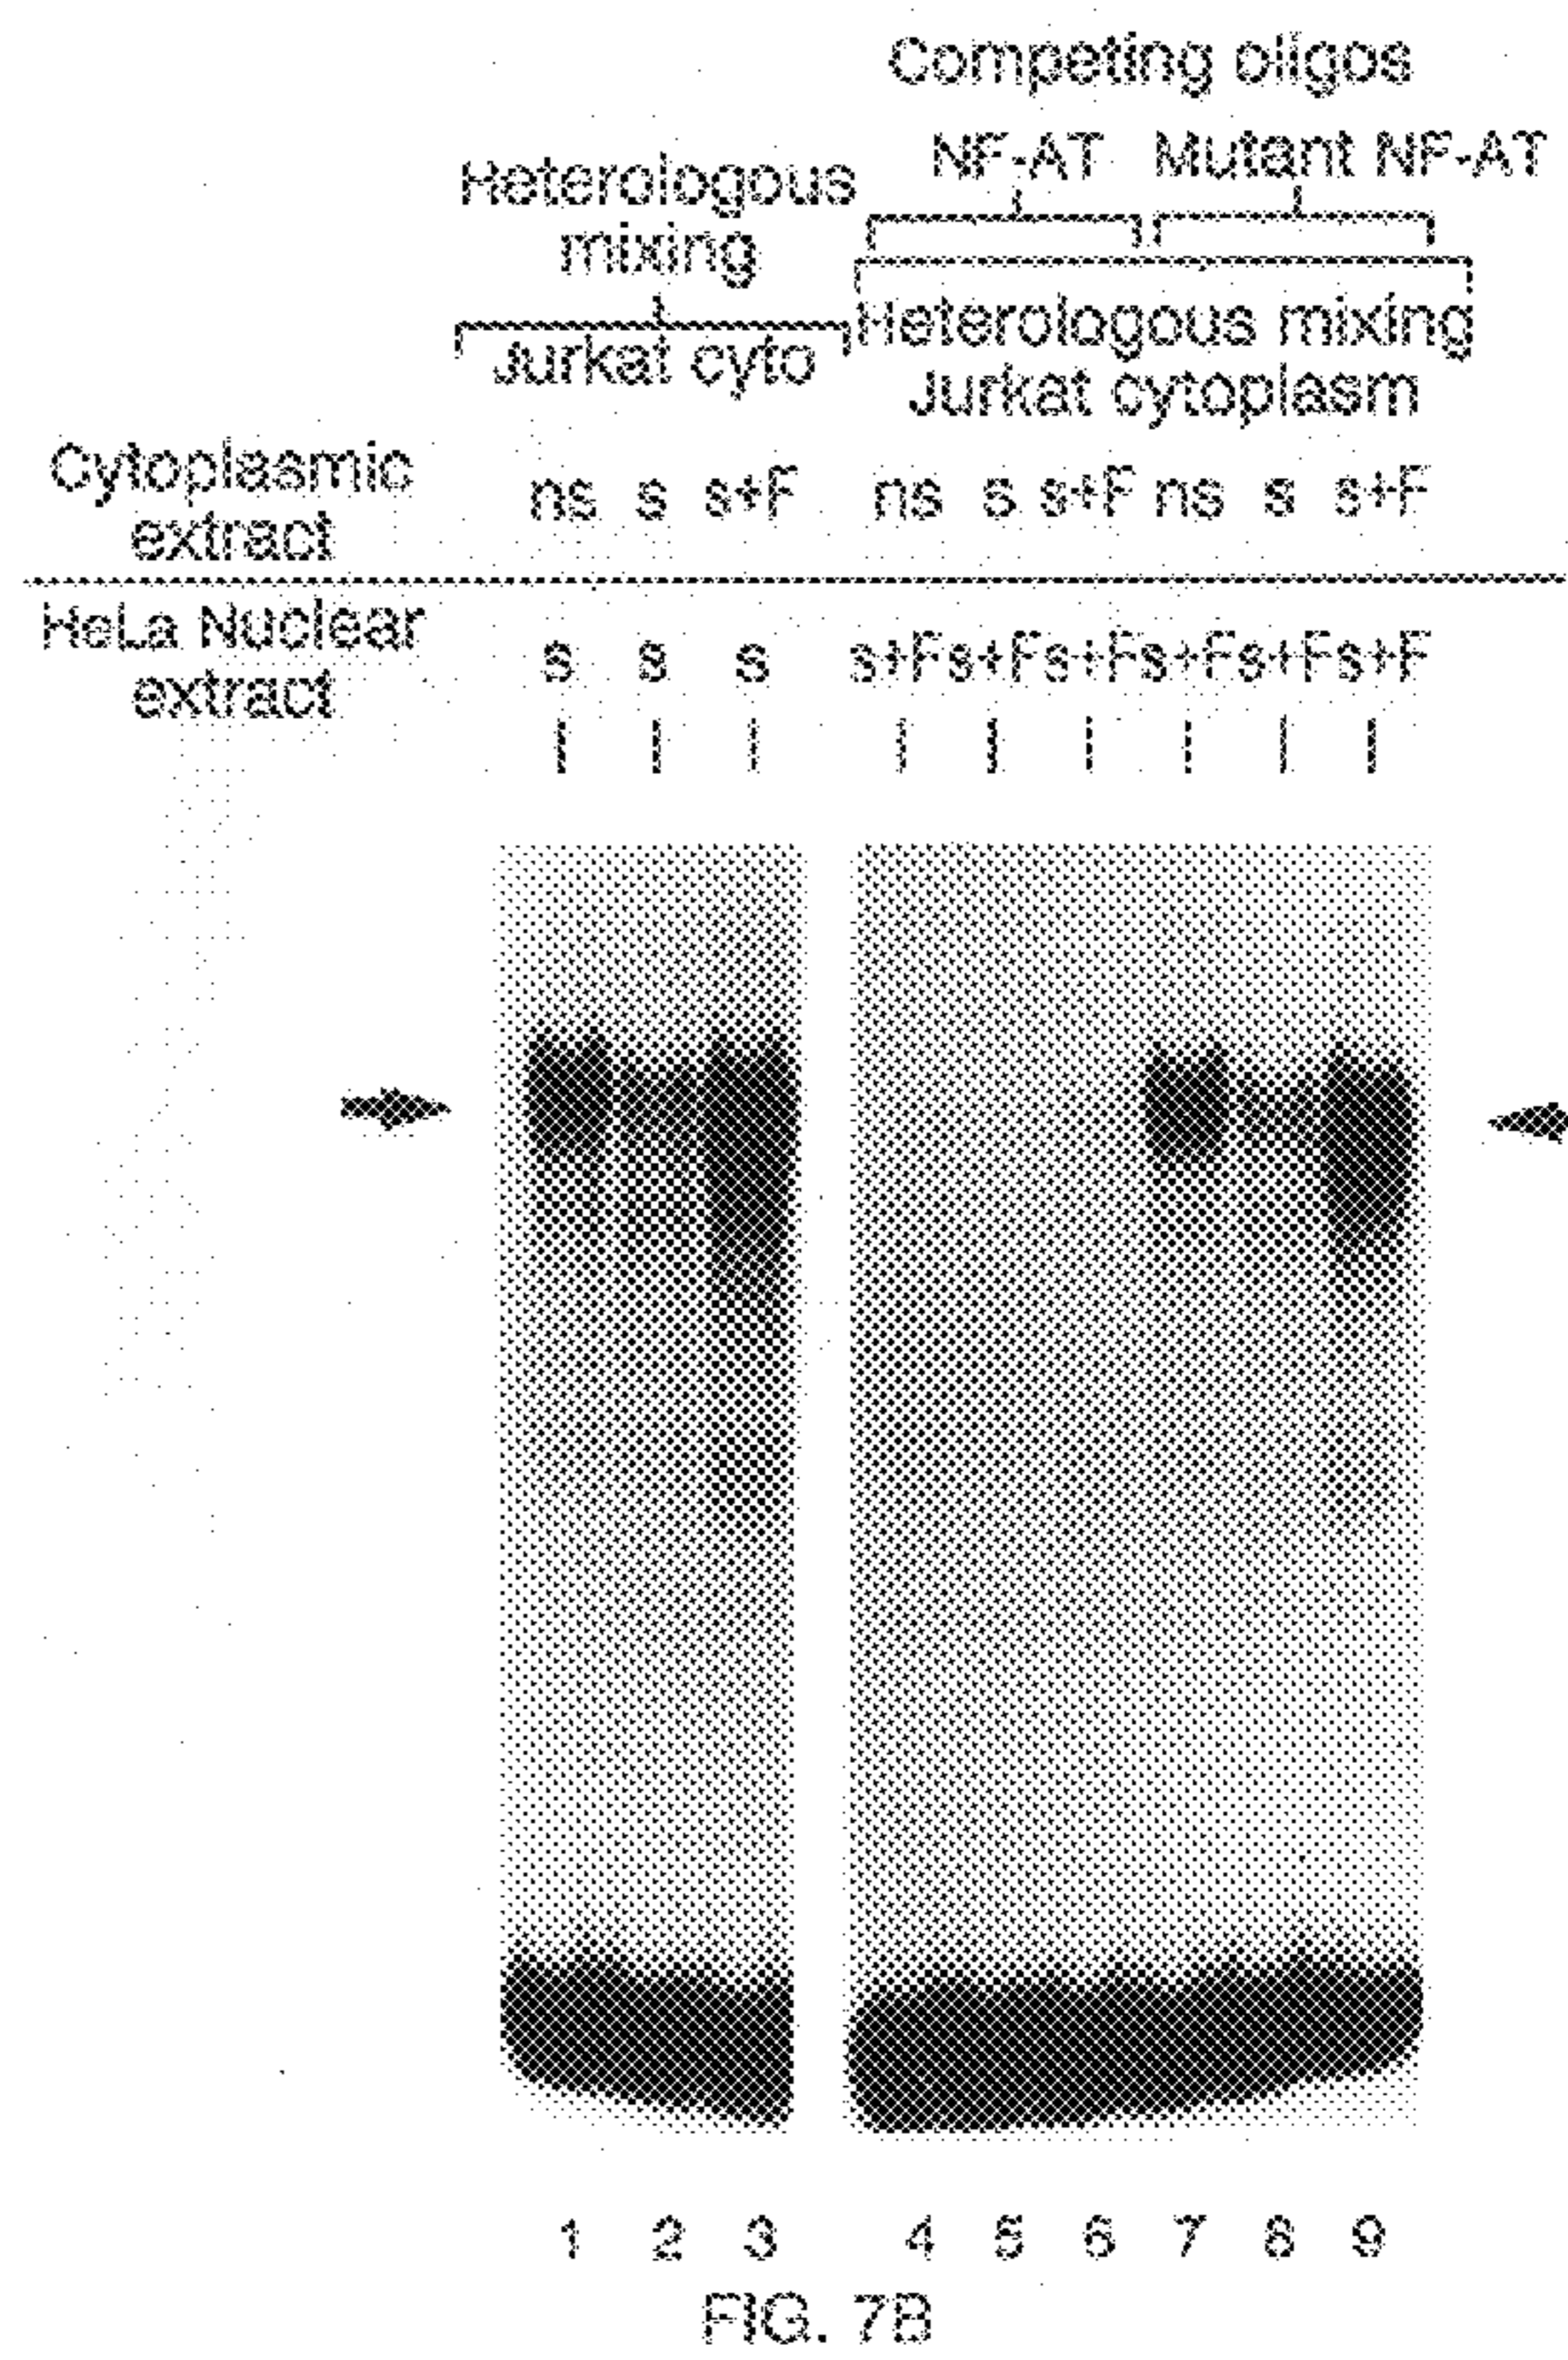 Competing oligos
NF-AT Mutant NF-AT
Heterologous
mixing
Jurkat cyto
Heterologous mixing
Jurkat cytoplasm
Cytoplasmic
extract
ns s s+F ns s s+F ns s s+F
HeLa Nuclear
extract
s s s s+F s+F s+F s+F s+F s+F
1 2 3 4 5 6 7 8 9
FIG. 7B